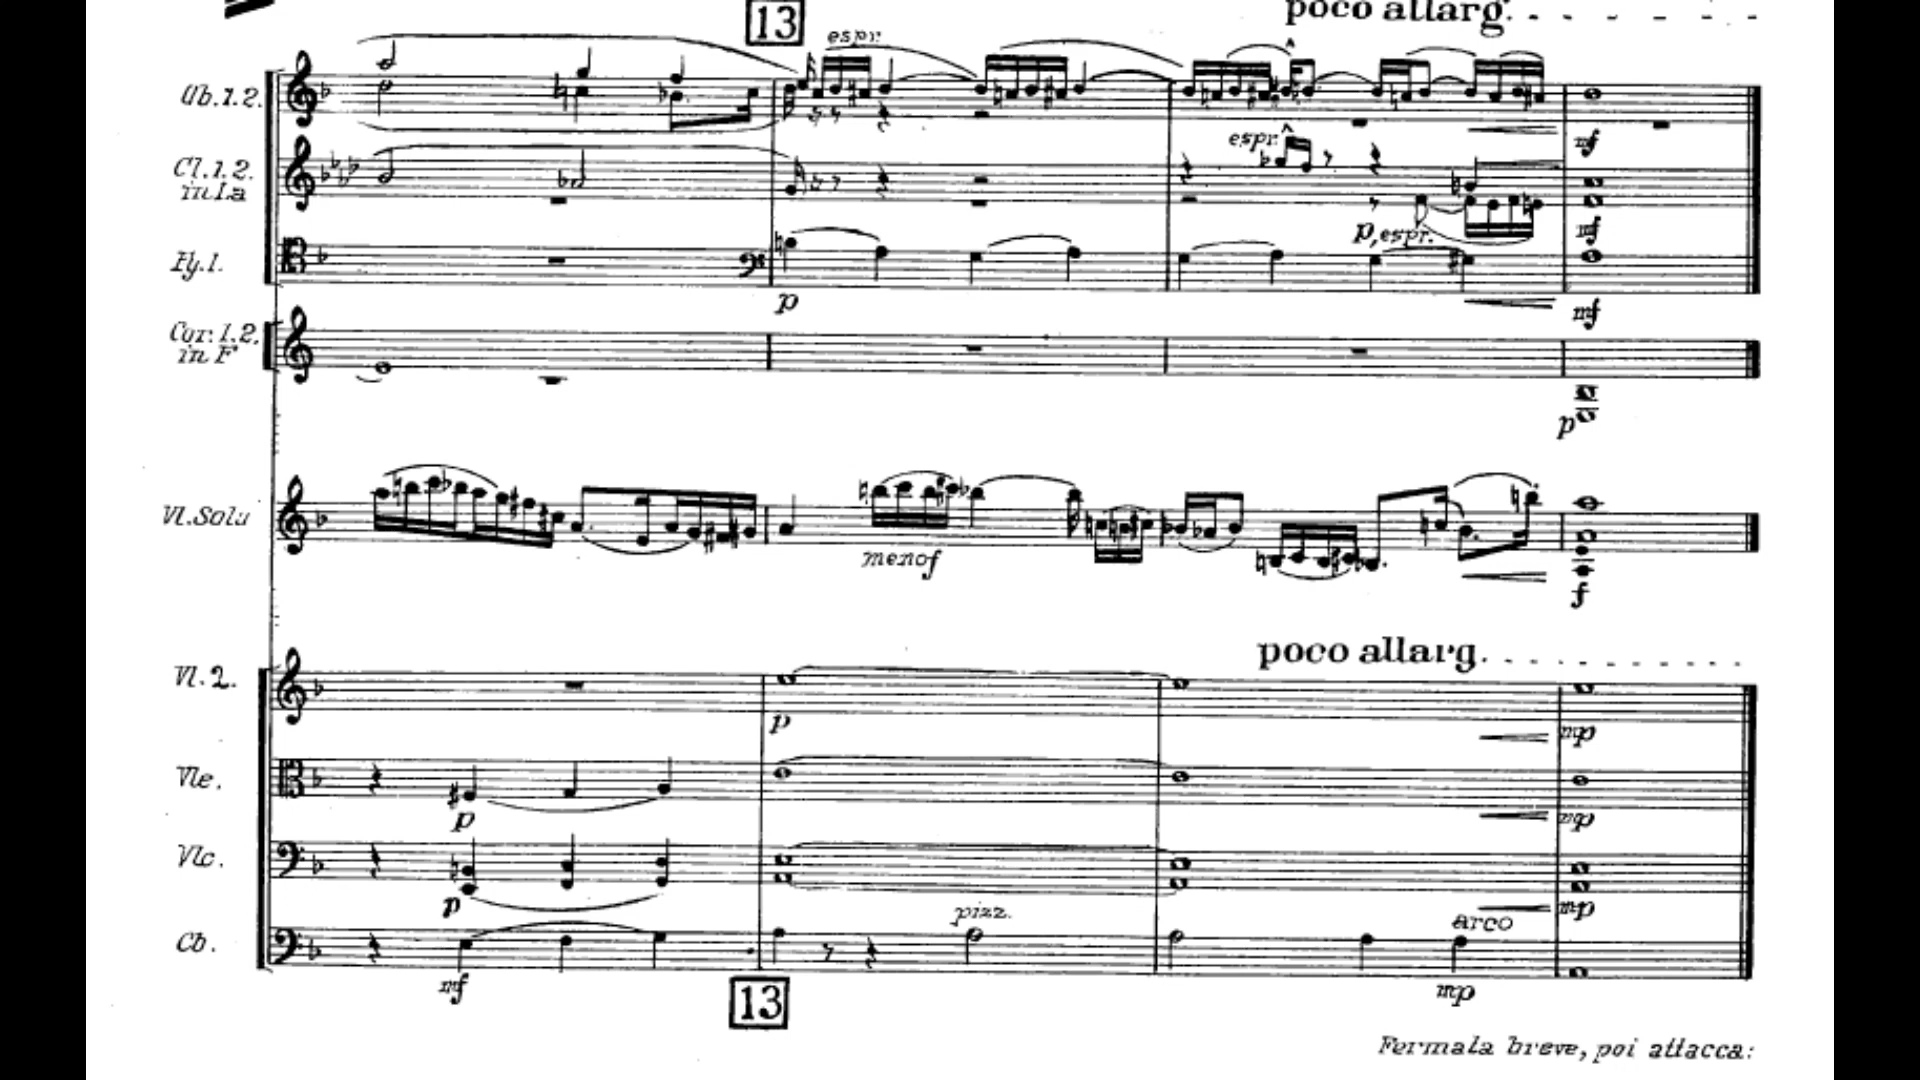 poco allarg. - - - - - -
13
espr.
Ob.1.2.
mf
espr.
Cl.1.2.
in La
p, espr.
mf
Fg.1.
p
mf
Cor.1.2.
in F
p
Vl.Solo
meno f
f
poco allarg. . . . . . . . . .
Vl.2.
p
mp
Vle.
p
mp
Vlc.
p
mp
pizz.
arco
Cb.
mf
mp
13
Fermata breve, poi attacca: